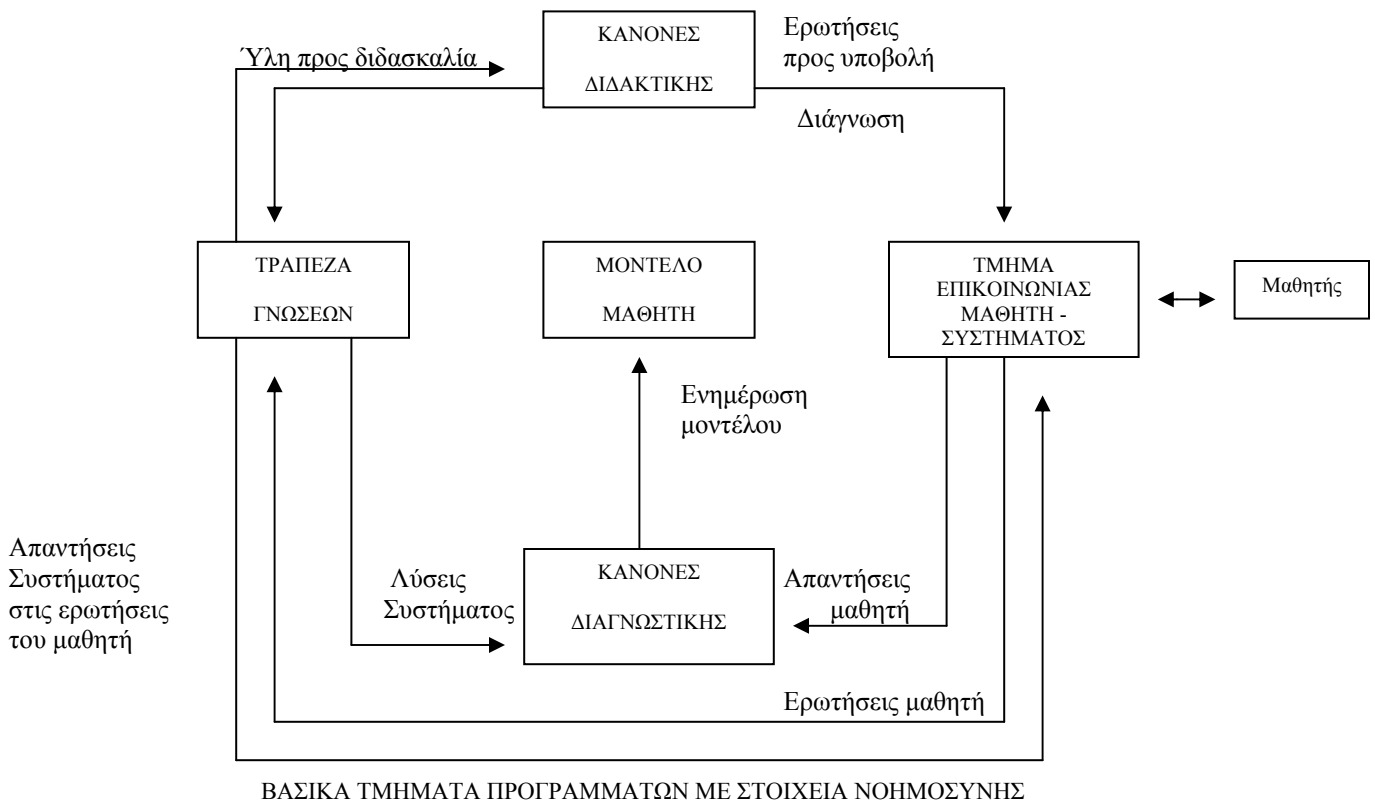 ΚΑΝΟΝΕΣ
ΔΙΔΑΚΤΙΚΗΣ
Ύλη προς διδασκαλία
Ερωτήσεις
προς υποβολή
Διάγνωση
ΤΡΑΠΕΖΑ
ΓΝΩΣΕΩΝ
ΜΟΝΤΕΛΟ
ΜΑΘΗΤΗ
ΤΜΗΜΑ
ΕΠΙΚΟΙΝΩΝΙΑΣ
ΜΑΘΗΤΗ -
ΣΥΣΤΗΜΑΤΟΣ
Μαθητής
Ενημέρωση
μοντέλου
Απαντήσεις
Συστήματος
στις ερωτήσεις
του μαθητή
Λύσεις
Συστήματος
ΚΑΝΟΝΕΣ
ΔΙΑΓΝΩΣΤΙΚΗΣ
Απαντήσεις
μαθητή
Ερωτήσεις μαθητή
ΒΑΣΙΚΑ ΤΜΗΜΑΤΑ ΠΡΟΓΡΑΜΜΑΤΩΝ ΜΕ ΣΤΟΙΧΕΙΑ ΝΟΗΜΟΣΥΝΗΣ